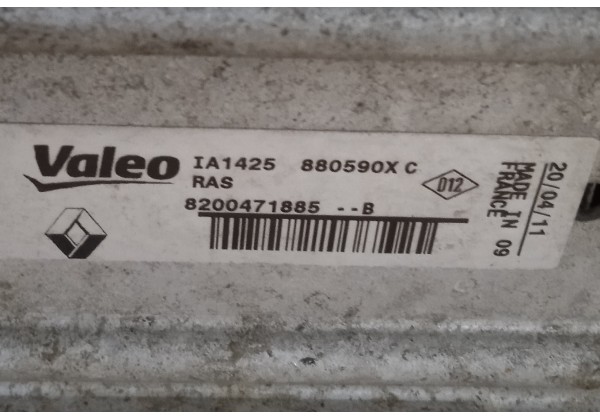 Valeo IA1425 880590X C
RAS
D12
8200471885 --B
20/04/11
MADE IN 09
FRANCE